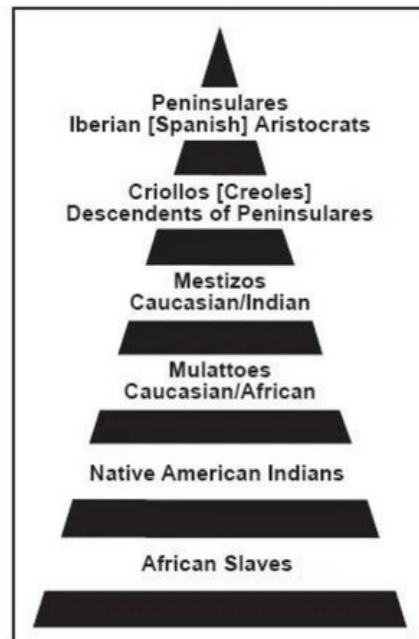 Peninsulares
Iberian [Spanish] Aristocrats
Criollos [Creoles]
Descendents of Peninsulares
Mestizos
Caucasian/Indian
Mulattoes
Caucasian/African
Native American Indians
African Slaves